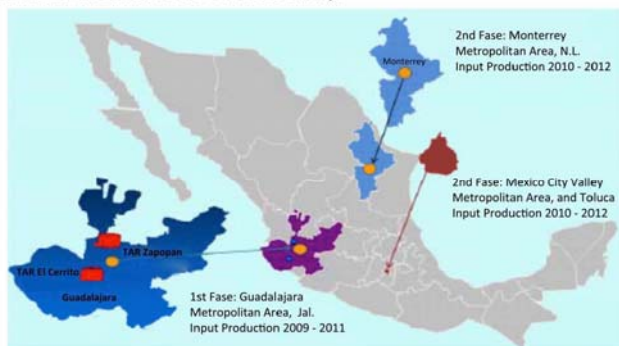 2nd Fase: Monterrey
Metropolitan Area, N.L.
Input Production 2010 - 2012
Monterrey
2nd Fase: Mexico City Valley
Metropolitan Area, and Toluca
Input Production 2010 - 2012
TAR Zapopan
TAR El Cerrito
Guadalajara
1st Fase: Guadalajara
Metropolitan Area, Jal.
Input Production 2009 - 2011